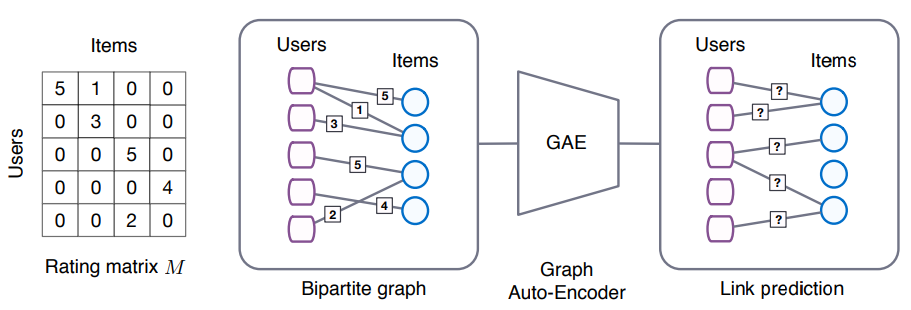 Items
Users
5 1 0 0
0 3 0 0
0 0 5 0
0 0 0 4
0 0 2 0
Rating matrix M
Users
Items
5
1
3
5
4
2
Bipartite graph
GAE
Graph
Auto-Encoder
Users
Items
?
?
?
?
?
Link prediction